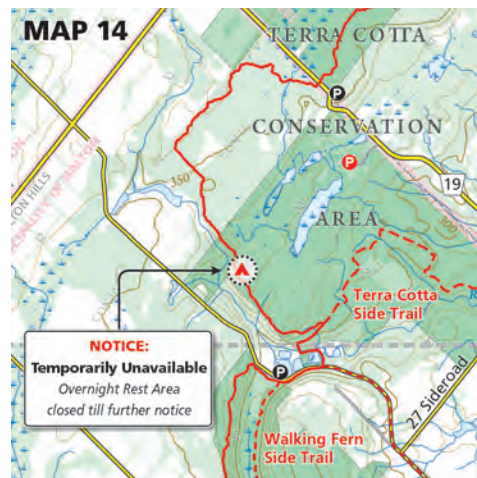 MAP 14
TERRA COTTA
P
CONSERVATION
350
P
19
AREA
300
Terra Cotta
Side Trail
NOTICE:
Temporarily Unavailable
Overnight Rest Area
closed till further notice
P
27 Sideroad
Walking Fern
Side Trail